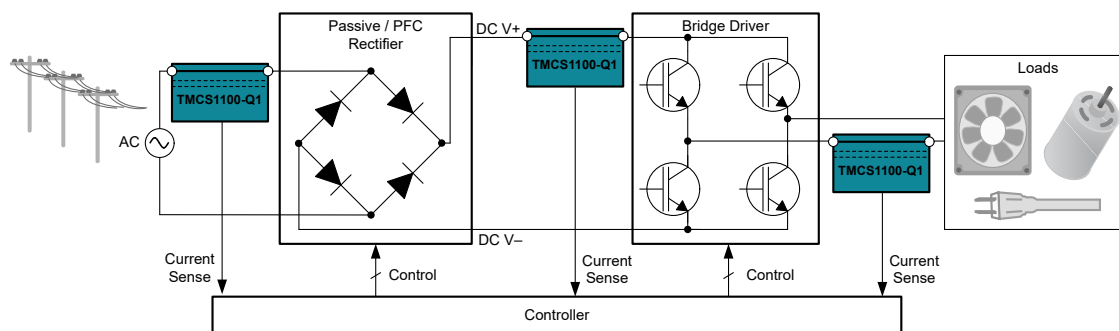 Passive / PFC
Rectifier
DC V+
Bridge Driver
TMCS1100-Q1
TMCS1100-Q1
Loads
AC
TMCS1100-Q1
DC V–
Current
Sense
Control
Current
Sense
Control
Current
Sense
Controller